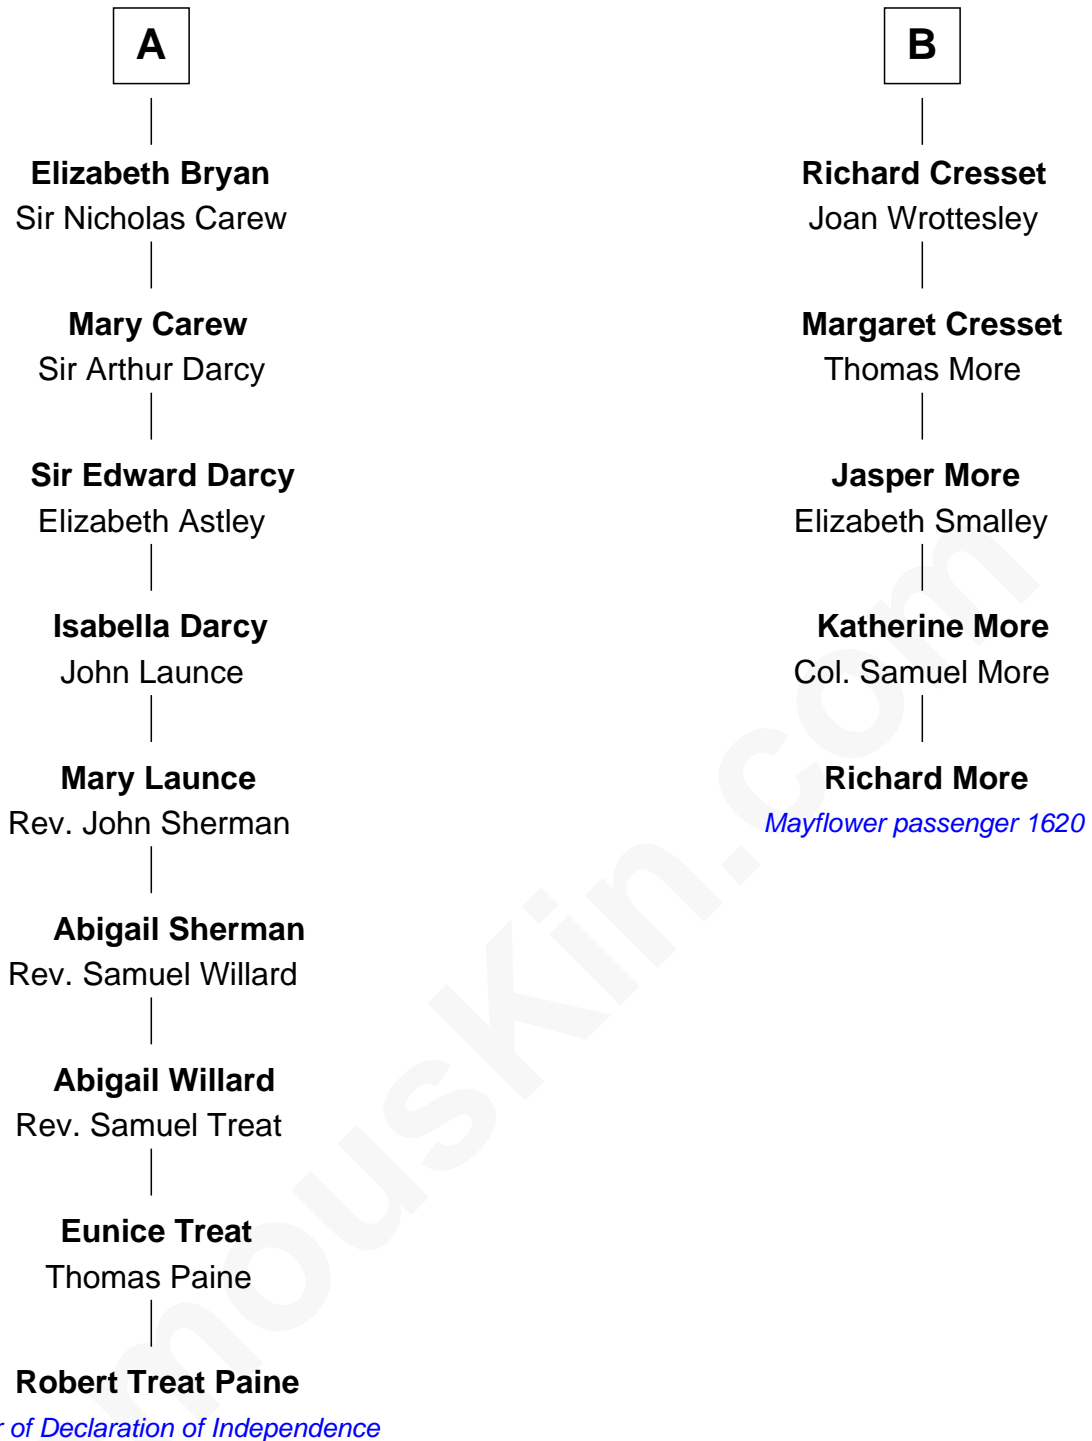 A
Elizabeth Bryan
Sir Nicholas Carew
Mary Carew
Sir Arthur Darcy
Sir Edward Darcy
Elizabeth Astley
Isabella Darcy
John Launce
Mary Launce
Rev. John Sherman
Abigail Sherman
Rev. Samuel Willard
Abigail Willard
Rev. Samuel Treat
Eunice Treat
Thomas Paine
Robert Treat Paine
r of Declaration of Independence
B
Richard Cresset
Joan Wrottesley
Margaret Cresset
Thomas More
Jasper More
Elizabeth Smalley
Katherine More
Col. Samuel More
Richard More
Mayflower passenger 1620
mouskin.com